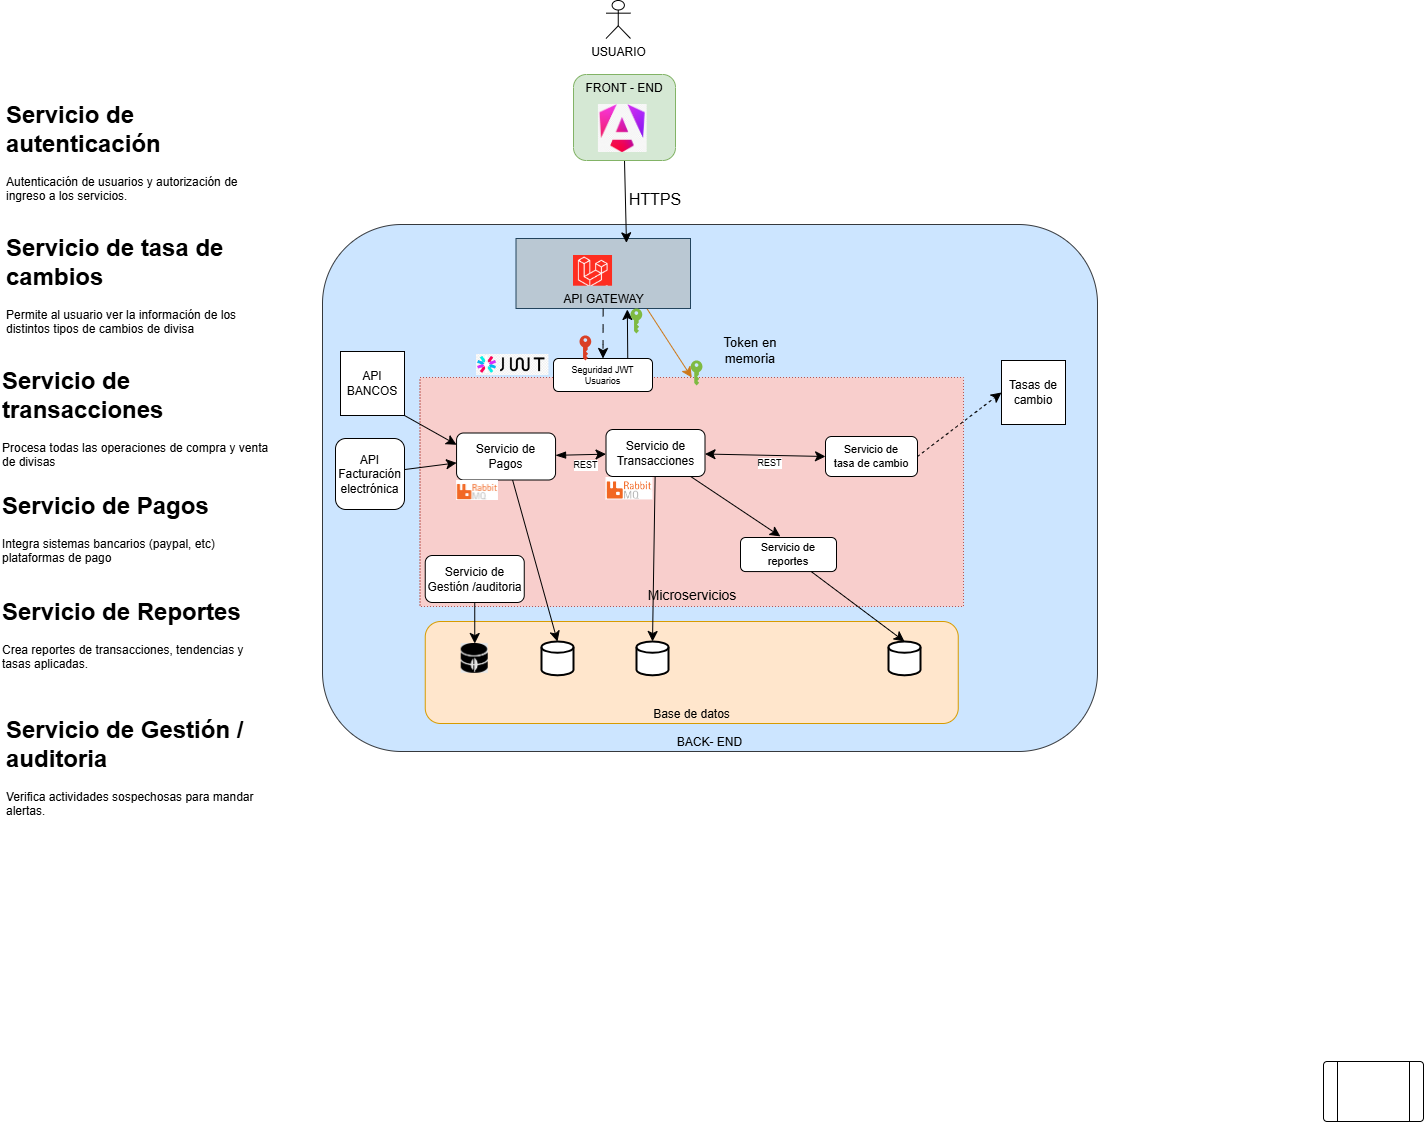 USUARIO
FRONT - END
HTTPS
API GATEWAY
Token en
memoria
JWT
Seguridad JWT
Usuarios
API
BANCOS
Tasas de
cambio
API
Facturación
electrónica
Servicio de
Pagos
REST
Servicio de
Transacciones
REST
Servicio de
tasa de cambio
Rabbit
MQ
Rabbit
MQ
Servicio de
reportes
Servicio de
Gestión /auditoria
Microservicios
Base de datos
BACK- END
Servicio de
autenticación
Autenticación de usuarios y autorización de
ingreso a los servicios.
Servicio de tasa de
cambios
Permite al usuario ver la información de los
distintos tipos de cambios de divisa
Servicio de
transacciones
Procesa todas las operaciones de compra y venta
de divisas
Servicio de Pagos
Integra sistemas bancarios (paypal, etc)
plataformas de pago
Servicio de Reportes
Crea reportes de transacciones, tendencias y
tasas aplicadas.
Servicio de Gestión /
auditoria
Verifica actividades sospechosas para mandar
alertas.